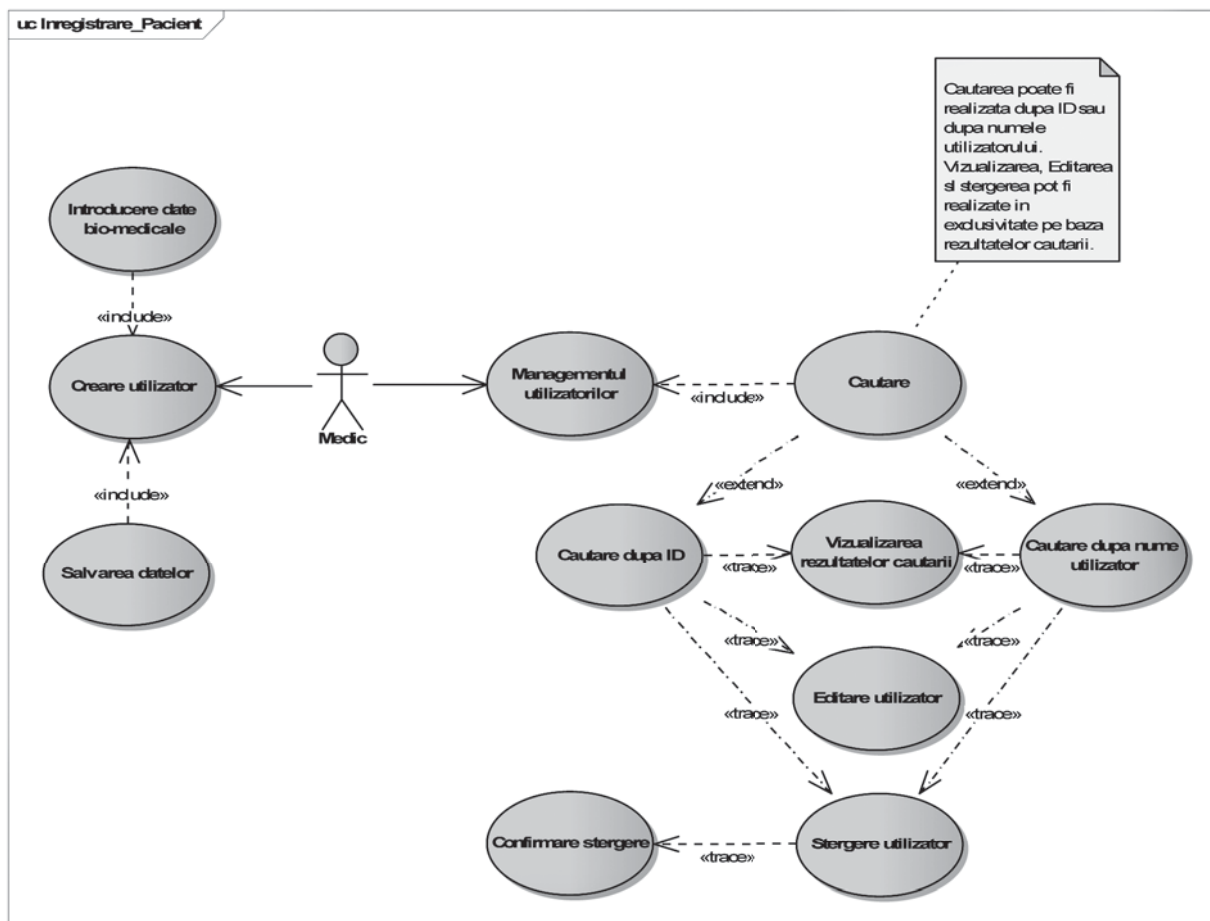 uc Inregistrare_Pacient
Cautarea poate fi
realizata dupa ID sau
dupa numele
utilizatorului.
Vizualizarea, Editarea
sl stergerea pot fi
realizate in
exclusivitate pe baza
rezultatelor cautarii.
Introducere date
bio-medicale
«include»
Creare utilizator
Medic
Managementul
utilizatorilor
«include»
Cautare
«include»
Salvarea datelor
«extend»
«extend»
Cautare dupa ID
«trace»
Vizualizarea
rezultatelor cautarii
«trace»
Cautare dupa nume
utilizator
«trace»
«trace»
Editare utilizator
«trace»
«trace»
Confirmare stergere
«trace»
Stergere utilizator